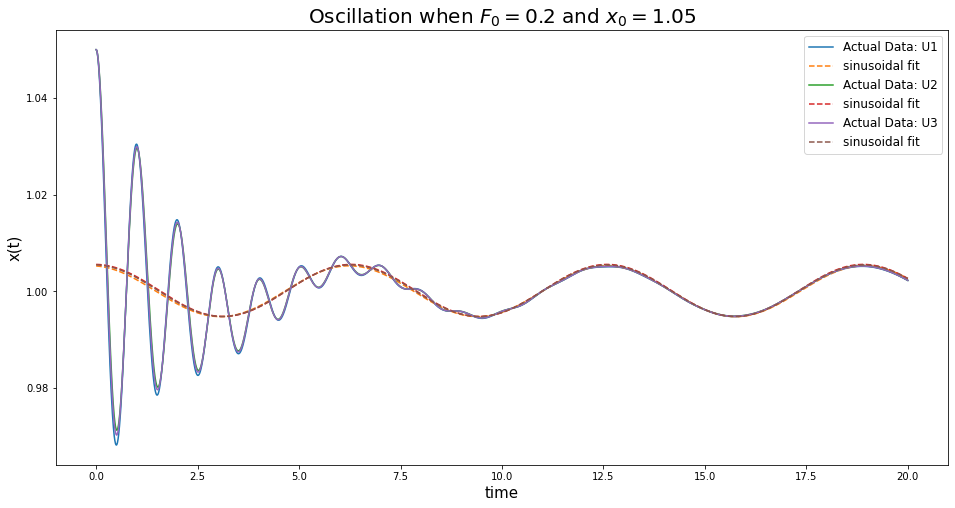 Oscillation when $F_0 = 0.2$ and $x_0 = 1.05$
Actual Data: U1
sinusoidal fit
Actual Data: U2
sinusoidal fit
Actual Data: U3
sinusoidal fit
1.04
1.02
1.00
0.98
x(t)
0.0 2.5 5.0 7.5 10.0 12.5 15.0 17.5 20.0
time